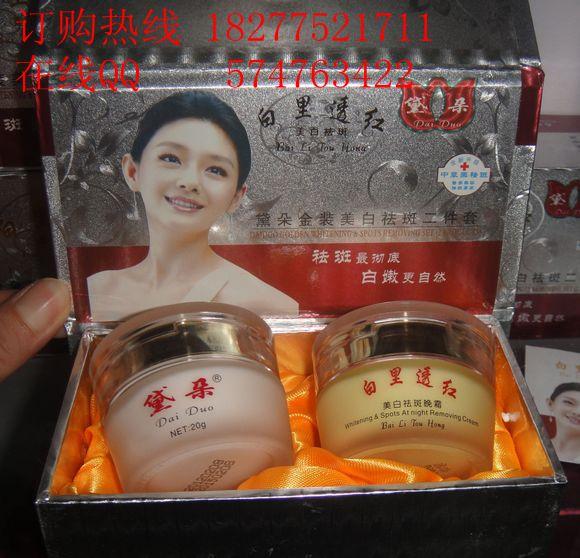 订购热线 18277521711
在线QQ 574763422
白里透红
美白祛斑
Bai Li Tou Hong
黛朵
Dai Duo
中草药祛斑
黛朵金装美白祛斑二件套
祛斑最彻底
白嫩更自然
黛朵®
Dai Duo
NET:20g
白里透红
美白祛斑晚霜
Whitening & Spots At night Removing Cream
Bai Li Tou Hong